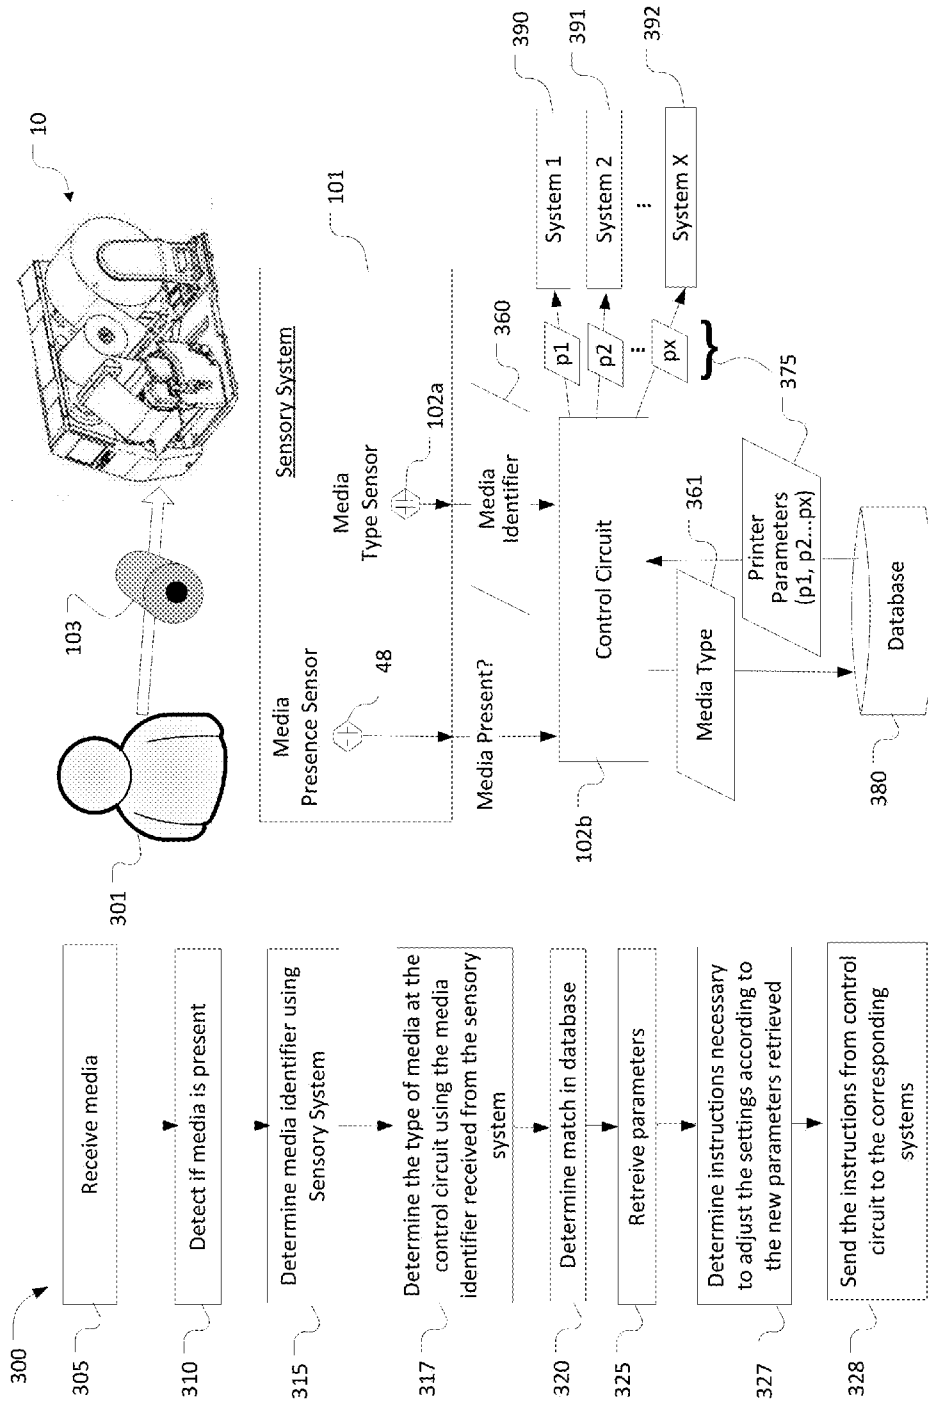 300
305
Receive media
310
Detect if media is present
315
Determine media identifier using
Sensory System
317
Determine the type of media at the
control circuit using the media
identifier received from the sensory
system
320
Determine match in database
325
Retreive parameters
327
Determine instructions necessary
to adjust the settings according to
the new parameters retrieved
328
Send the instructions from control
circuit to the corresponding
systems
301
103
10
Sensory System
101
Media
Presence Sensor
48
Media
Type Sensor
102a
Media Present?
Media
Identifier
360
102b
Control Circuit
p1
p2
...
px
375
System 1
390
System 2
391
...
System X
392
Media Type
361
Printer
Parameters
(p1, p2...px)
375
Database
380